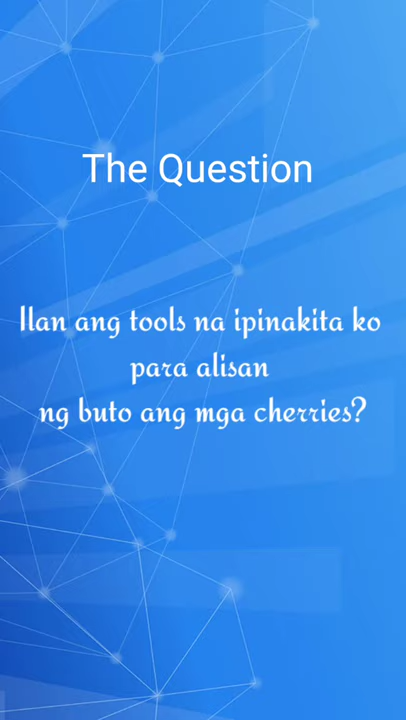 The Question
Ilan ang tools na ipinakita ko
para alisan
ng buto ang mga cherries?